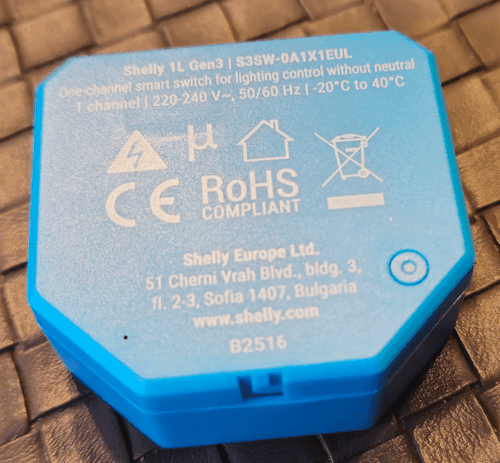 Shelly 1L Gen3 | S3SW-0A1X1EUL
One-channel smart switch for lighting control without neutral
1 channel | 220-240 V~, 50/60 Hz | -20°C to 40°C
µ
CE RoHS
COMPLIANT
Shelly Europe Ltd.
51 Cherni Vrah Blvd., bldg. 3,
fl. 2-3, Sofia 1407, Bulgaria
www.shelly.com
B2516